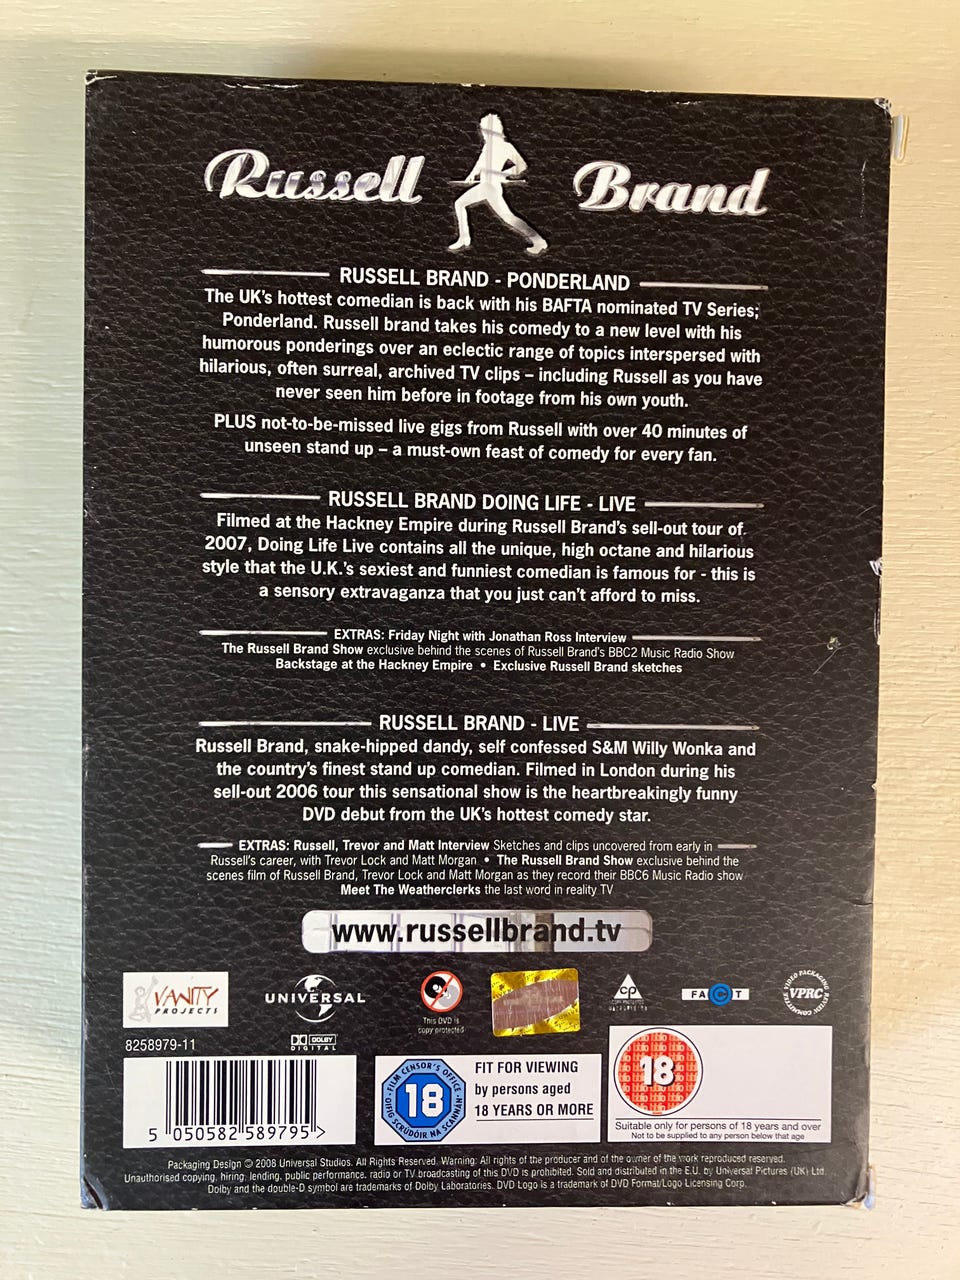 Russell Brand
RUSSELL BRAND - PONDERLAND
The UK's hottest comedian is back with his BAFTA nominated TV Series;
Ponderland. Russell brand takes his comedy to a new level with his
humorous ponderings over an eclectic range of topics interspersed with
hilarious, often surreal, archived TV clips – including Russell as you have
never seen him before in footage from his own youth.
PLUS not-to-be-missed live gigs from Russell with over 40 minutes of
unseen stand up – a must-own feast of comedy for every fan.
RUSSELL BRAND DOING LIFE - LIVE
Filmed at the Hackney Empire during Russell Brand's sell-out tour of
2007, Doing Life Live contains all the unique, high octane and hilarious
style that the U.K.'s sexiest and funniest comedian is famous for - this is
a sensory extravaganza that you just can't afford to miss.
EXTRAS: Friday Night with Jonathan Ross Interview
The Russell Brand Show exclusive behind the scenes of Russell Brand's BBC2 Music Radio Show
Backstage at the Hackney Empire • Exclusive Russell Brand sketches
RUSSELL BRAND - LIVE
Russell Brand, snake-hipped dandy, self confessed S&M Willy Wonka and
the country's finest stand up comedian. Filmed in London during his
sell-out 2006 tour this sensational show is the heartbreakingly funny
DVD debut from the UK's hottest comedy star.
EXTRAS: Russell, Trevor and Matt Interview Sketches and clips uncovered from early in
Russell's career, with Trevor Lock and Matt Morgan • The Russell Brand Show exclusive behind the
scenes film of Russell Brand, Trevor Lock and Matt Morgan as they record their BBC6 Music Radio show
Meet The Weatherclerks the last word in reality TV
www.russellbrand.tv
VANITY
PROJECTS
UNIVERSAL
This DVD is
copy protected
CP
FACT
VIDEO PACKAGING REVIEW COMMITTEE
VPRC
8258979-11
DOLBY
DIGITAL
5 050582 589795 >
FILM CENSOR'S OFFICE
18
OIFIG SCRÚDÓIR NA SCANNÁN
FIT FOR VIEWING
by persons aged
18 YEARS OR MORE
18
Suitable only for persons of 18 years and over
Not to be supplied to any person below that age
Packaging Design © 2008 Universal Studios. All Rights Reserved. Warning: All rights of the producer and of the owner of the work reproduced reserved.
Unauthorised copying, hiring, lending, public performance, radio or TV broadcasting of this DVD is prohibited. Sold and distributed in the E.U. by Universal Pictures (UK) Ltd.
Dolby and the double-D symbol are trademarks of Dolby Laboratories. DVD Logo is a trademark of DVD Format/Logo Licensing Corp.